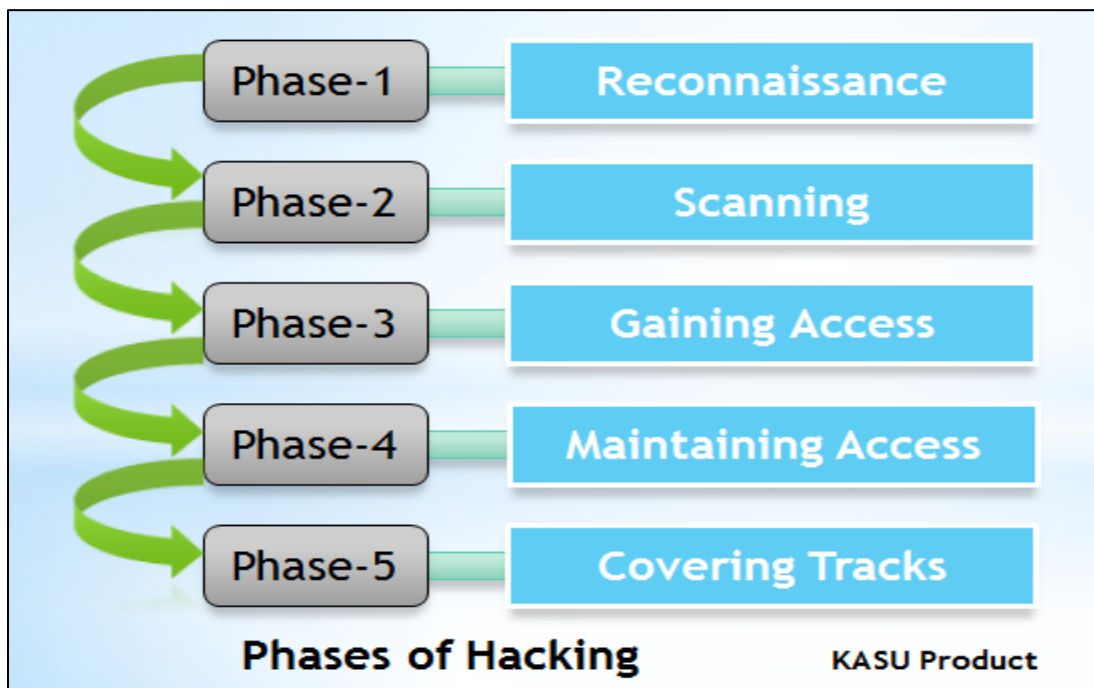 Phase-1 Reconnaissance
Phase-2 Scanning
Phase-3 Gaining Access
Phase-4 Maintaining Access
Phase-5 Covering Tracks
Phases of Hacking KASU Product